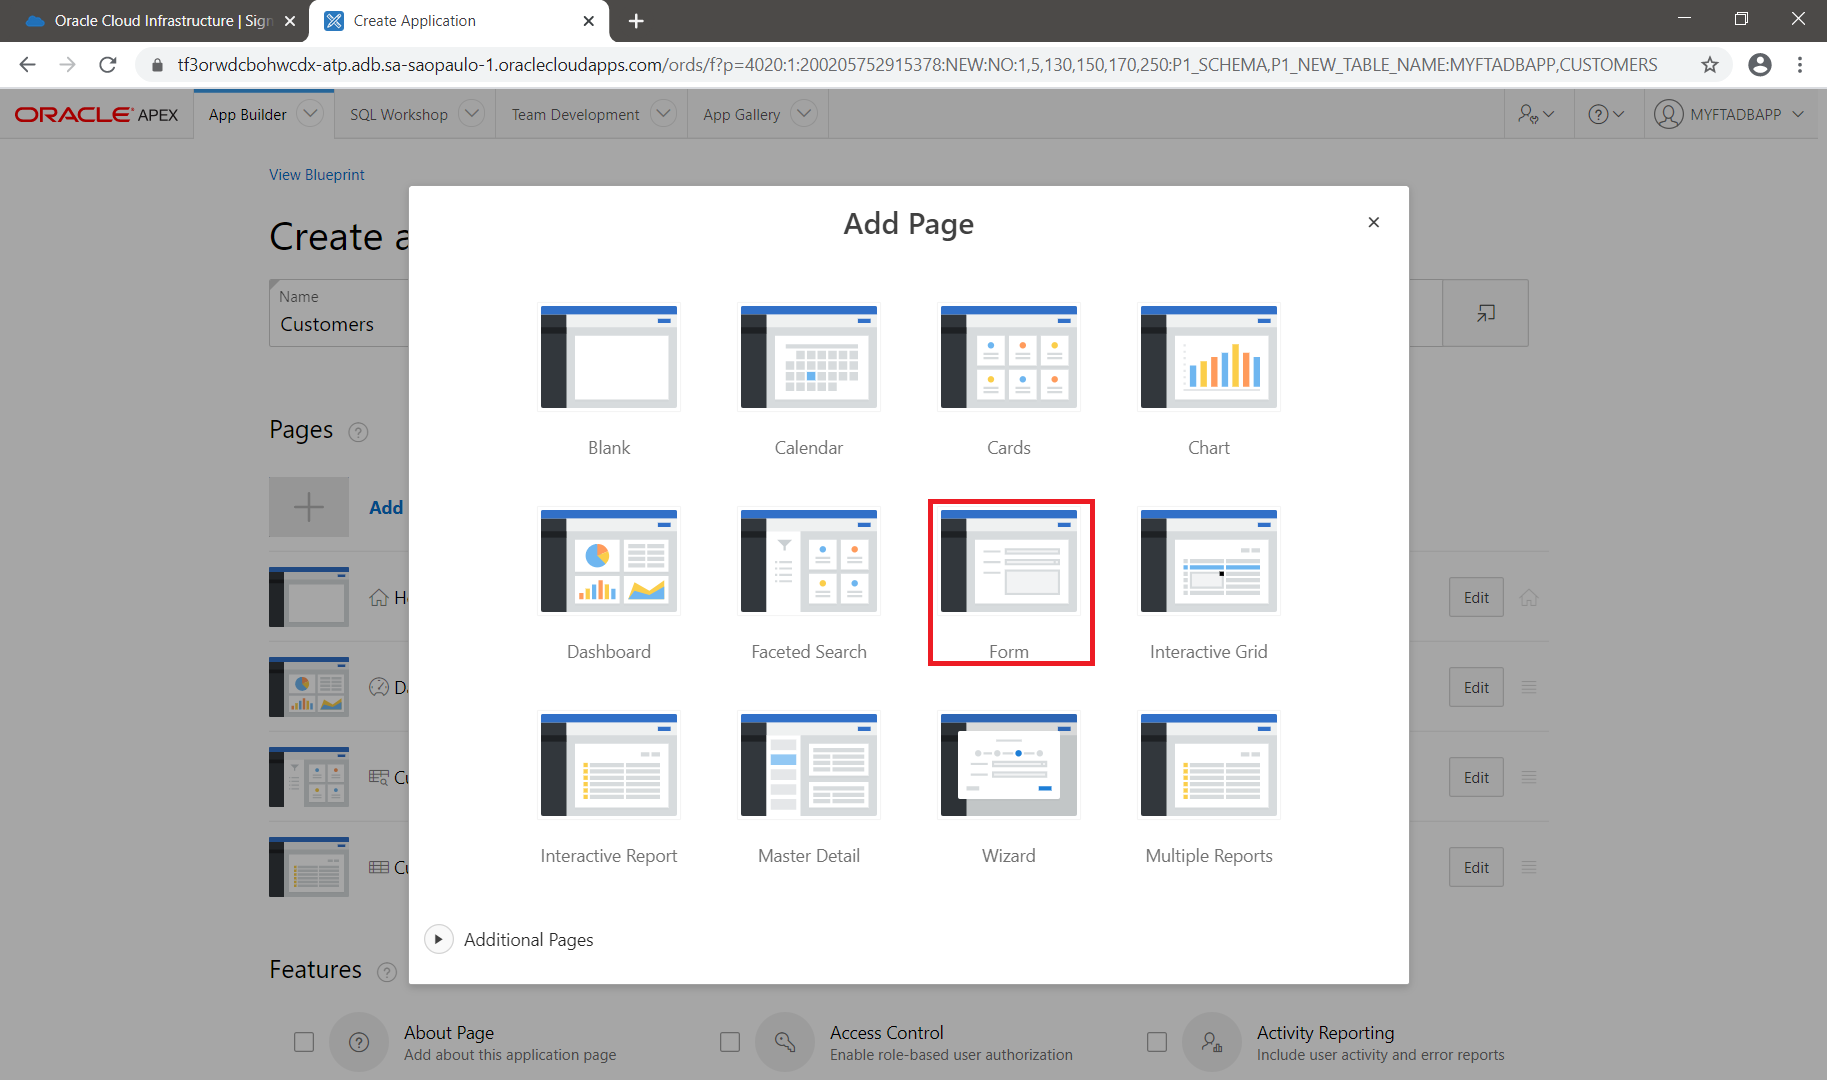 Oracle Cloud Infrastructure | Sign
Create Application
tf3orwdcbohwcdx-atp.adb.sa-saopaulo-1.oraclecloudapps.com/ords/f?p=4020:1:200205752915378:NEW:NO:1,5,130,150,170,250:P1_SCHEMA,P1_NEW_TABLE_NAME:MYFTADBAPP,CUSTOMERS
ORACLE APEX
App Builder
SQL Workshop
Team Development
App Gallery
MYFTADBAPP
View Blueprint
Create a
Add Page
Name
Customers
Blank
Calendar
Cards
Chart
Pages
Add
Dashboard
Faceted Search
Form
Interactive Grid
H
Edit
D
Edit
Cu
Edit
Cu
Edit
Interactive Report
Master Detail
Wizard
Multiple Reports
Additional Pages
Features
About Page
Add about this application page
Access Control
Enable role-based user authorization
Activity Reporting
Include user activity and error reports